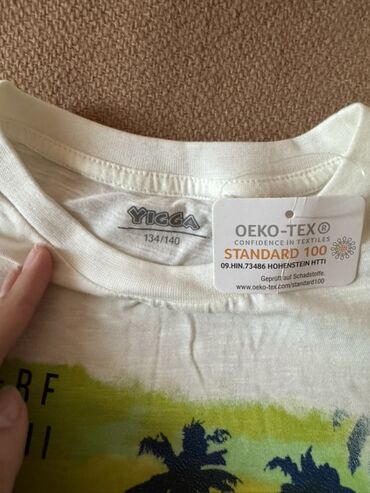 YIGGA
134/140
OEKO-TEX®
CONFIDENCE IN TEXTILES
STANDARD 100
09.HIN.73486 HOHENSTEIN HTTI
Geprüft auf Schadstoffe.
www.oeko-tex.com/standard100